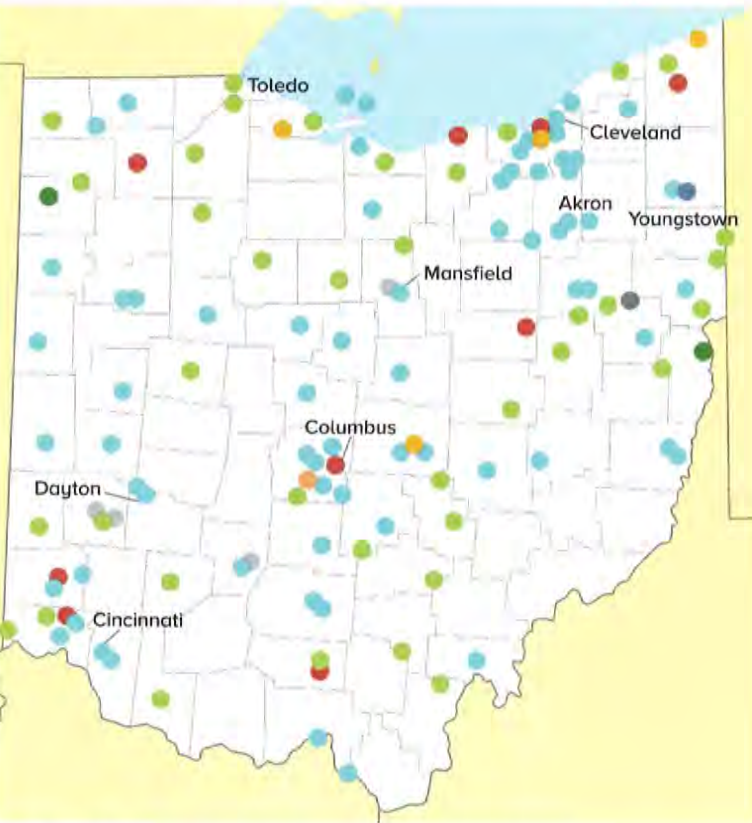 Toledo
Cleveland
Akron
Youngstown
Mansfield
Columbus
Dayton
Cincinnati